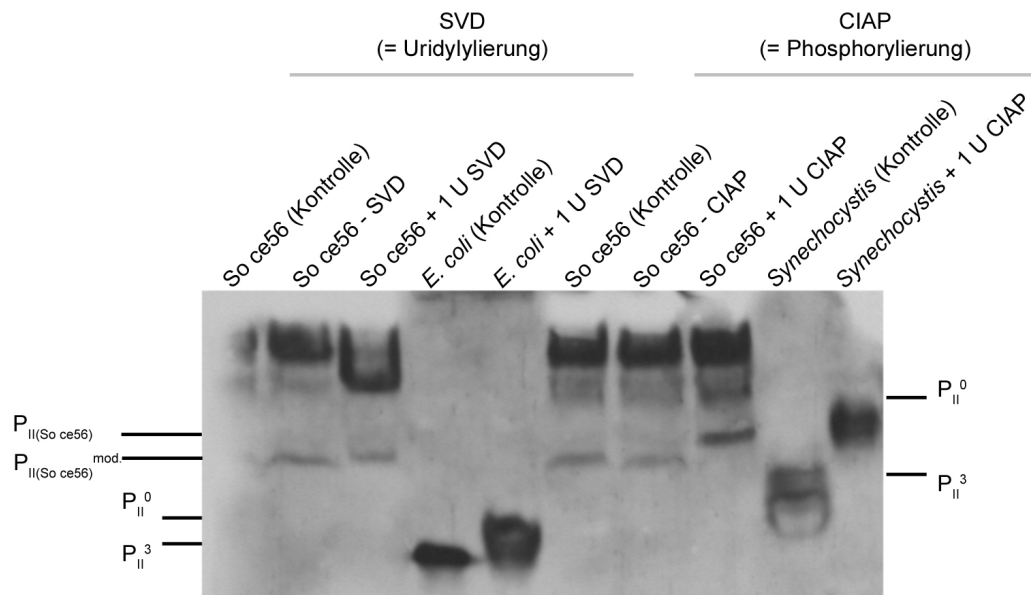 SVD
(= Uridylylierung)
CIAP
(= Phosphorylierung)
So ce56 (Kontrolle)
So ce56 - SVD
So ce56 + 1 U SVD
E. coli (Kontrolle)
E. coli + 1 U SVD
So ce56 (Kontrolle)
So ce56 - CIAP
So ce56 + 1 U CIAP
Synechocystis (Kontrolle)
Synechocystis + 1 U CIAP
PII(So ce56)
PII(So ce56)mod.
PII0
PII3
PII0
PII3